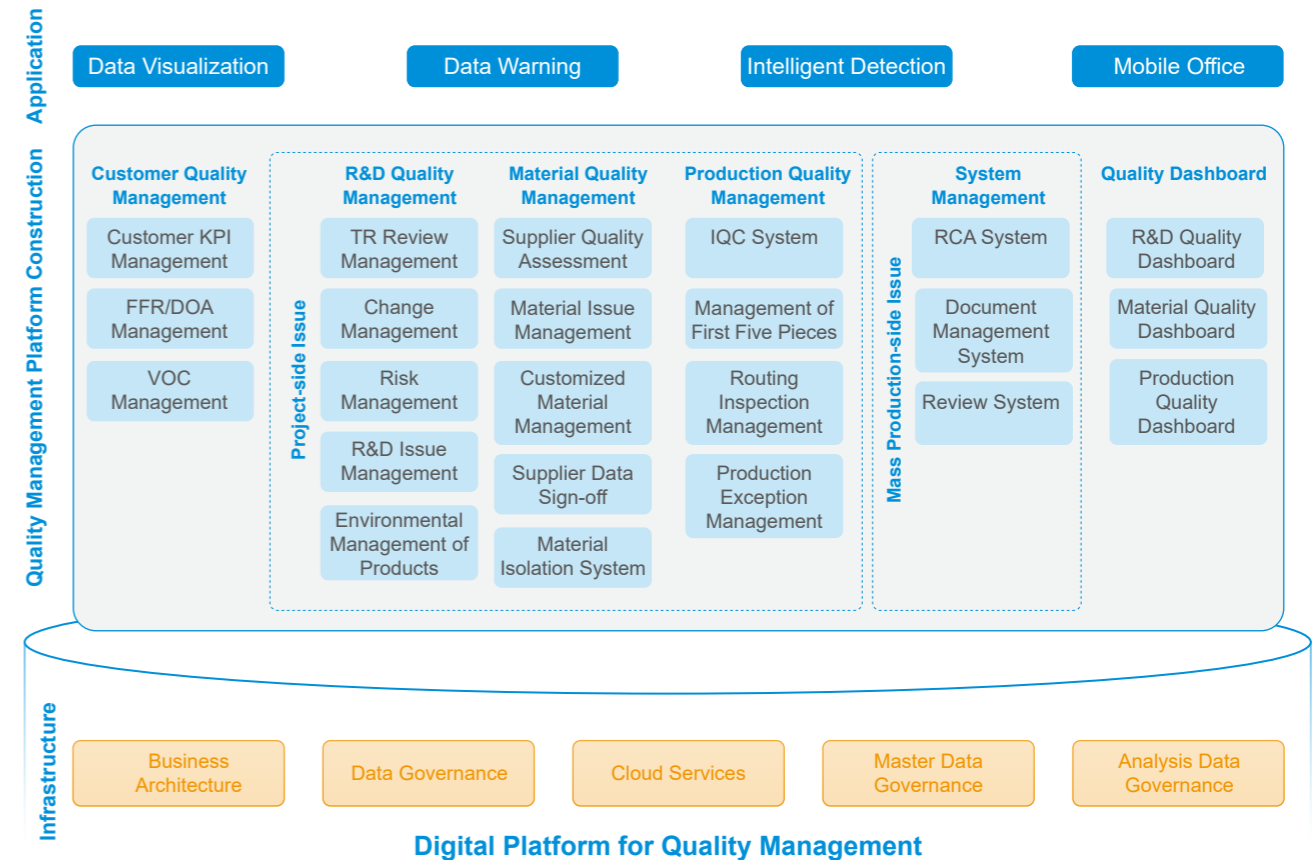 Application
Data Visualization
Data Warning
Intelligent Detection
Mobile Office
Quality Management Platform Construction
Customer Quality
Management
Customer KPI
Management
FFR/DOA
Management
VOC
Management
Project-side Issue
R&D Quality
Management
TR Review
Management
Change
Management
Risk
Management
R&D Issue
Management
Environmental
Management of
Products
Material Quality
Management
Supplier Quality
Assessment
Material Issue
Management
Customized
Material
Management
Supplier Data
Sign-off
Material
Isolation System
Production Quality
Management
IQC System
Management of
First Five Pieces
Routing
Inspection
Management
Production
Exception
Management
Mass Production-side Issue
System
Management
RCA System
Document
Management
System
Review System
Quality Dashboard
R&D Quality
Dashboard
Material Quality
Dashboard
Production
Quality
Dashboard
Infrastructure
Business
Architecture
Data Governance
Cloud Services
Master Data
Governance
Analysis Data
Governance
Digital Platform for Quality Management